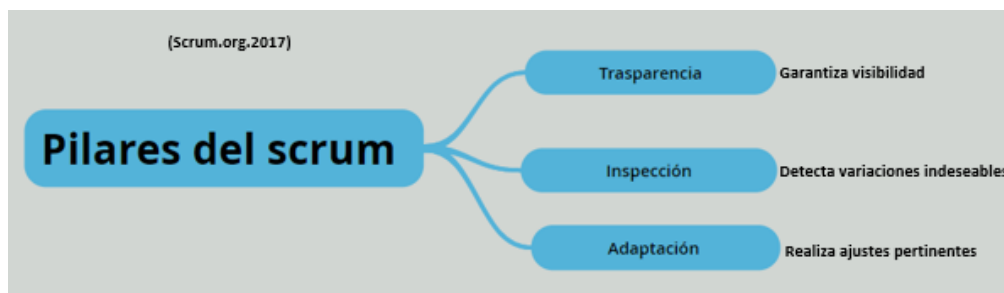 (Scrum.org.2017)
Pilares del scrum
Trasparencia
Garantiza visibilidad
Inspección
Detecta variaciones indeseables
Adaptación
Realiza ajustes pertinentes